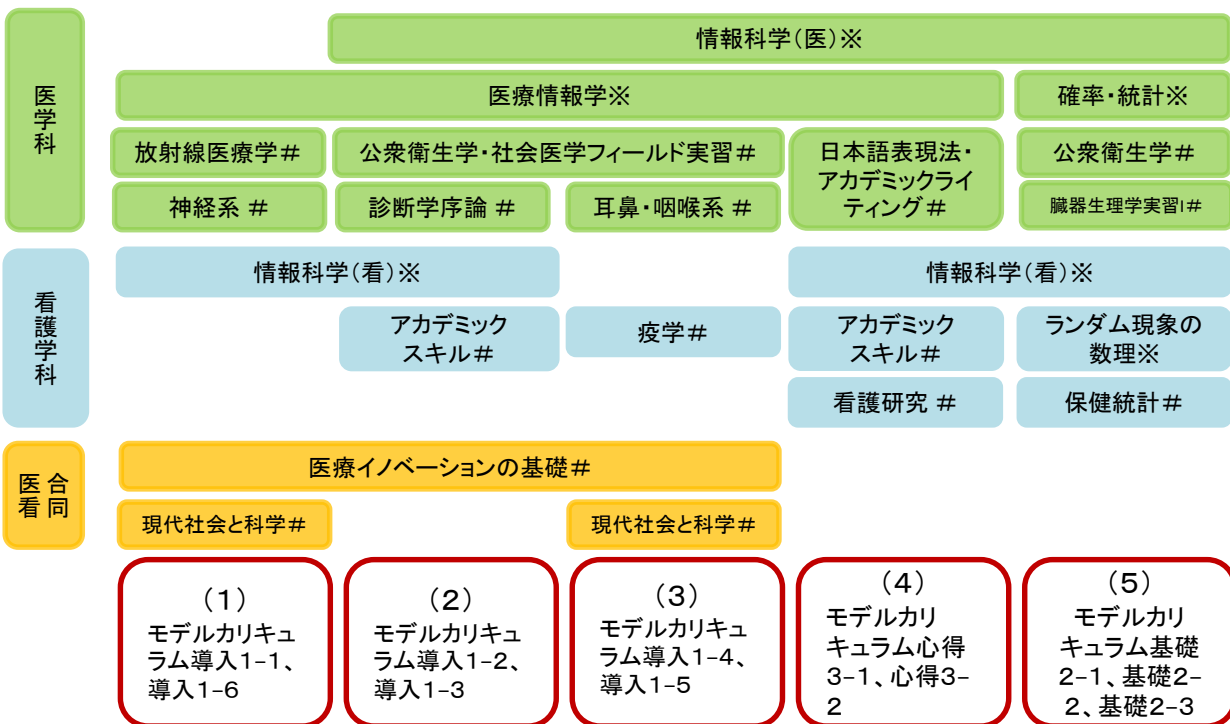 医学科
情報科学(医)※
医療情報学※
確率・統計※
放射線医療学#
公衆衛生学・社会医学フィールド実習#
日本語表現法・
アカデミックライ
ティング#
公衆衛生学#
神経系 #
診断学序論 #
耳鼻・咽喉系 #
臓器生理学実習I#
看護学科
情報科学(看)※
情報科学(看)※
アカデミック
スキル#
疫学#
アカデミック
スキル#
ランダム現象の
数理※
看護研究 #
保健統計#
医看
合同
医療イノベーションの基礎#
現代社会と科学#
現代社会と科学#
(1)
モデルカリキュ
ラム導入1-1、
導入1-6
(2)
モデルカリキュ
ラム導入1-2、
導入1-3
(3)
モデルカリキュ
ラム導入1-4、
導入1-5
(4)
モデルカリ
キュラム心得
3-1、心得3-
2
(5)
モデルカリ
キュラム基礎
2-1、基礎2-
2、基礎2-3